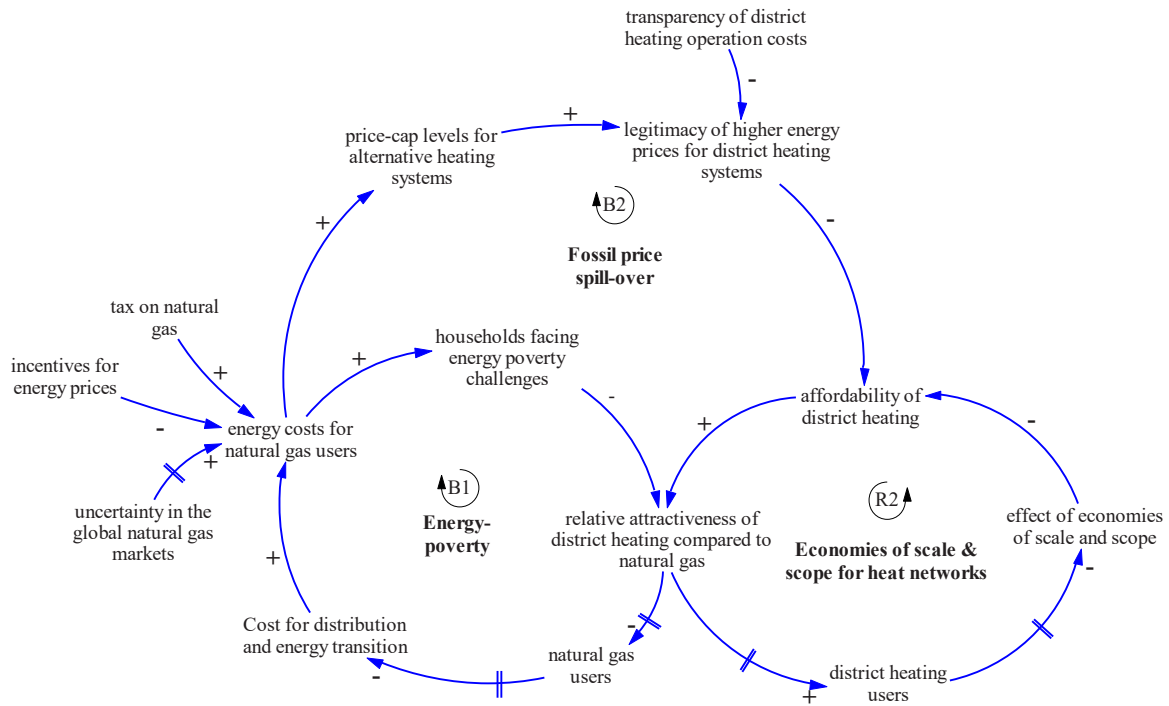 transparency of district
heating operation costs
-
+
price-cap levels for
alternative heating
systems
legitimacy of higher energy
prices for district heating
systems
B2
-
+
Fossil price
spill-over
tax on natural
gas
households facing
energy poverty
challenges
incentives for
energy prices
+
+
-
affordability of
district heating
-
-
+
energy costs for
natural gas users
+
B1
R2
uncertainty in the
global natural gas
markets
Energy-
poverty
relative attractiveness of
district heating compared to
natural gas
effect of economies
of scale and scope
Economies of scale &
scope for heat networks
+
-
Cost for distribution
and energy transition
-
natural gas
users
-
district heating
users
+